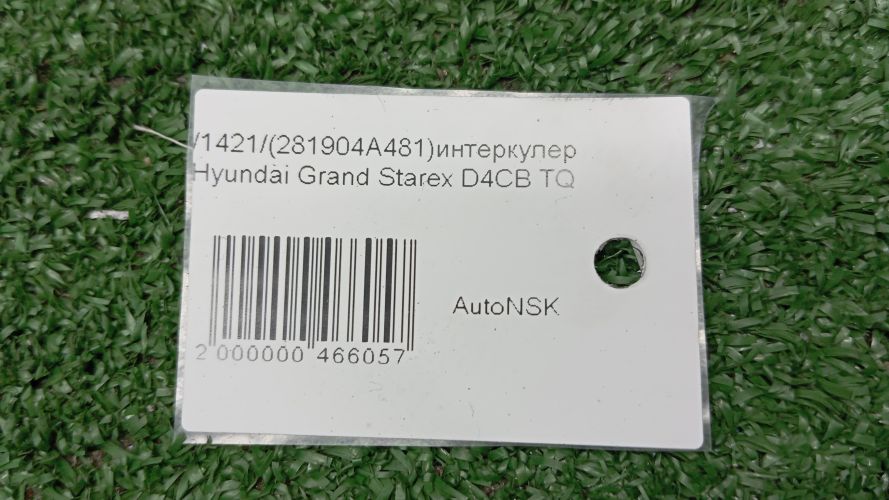 /1421/(281904A481)интеркулер
Hyundai Grand Starex D4CB TQ
AutoNSK
2 000000 466057